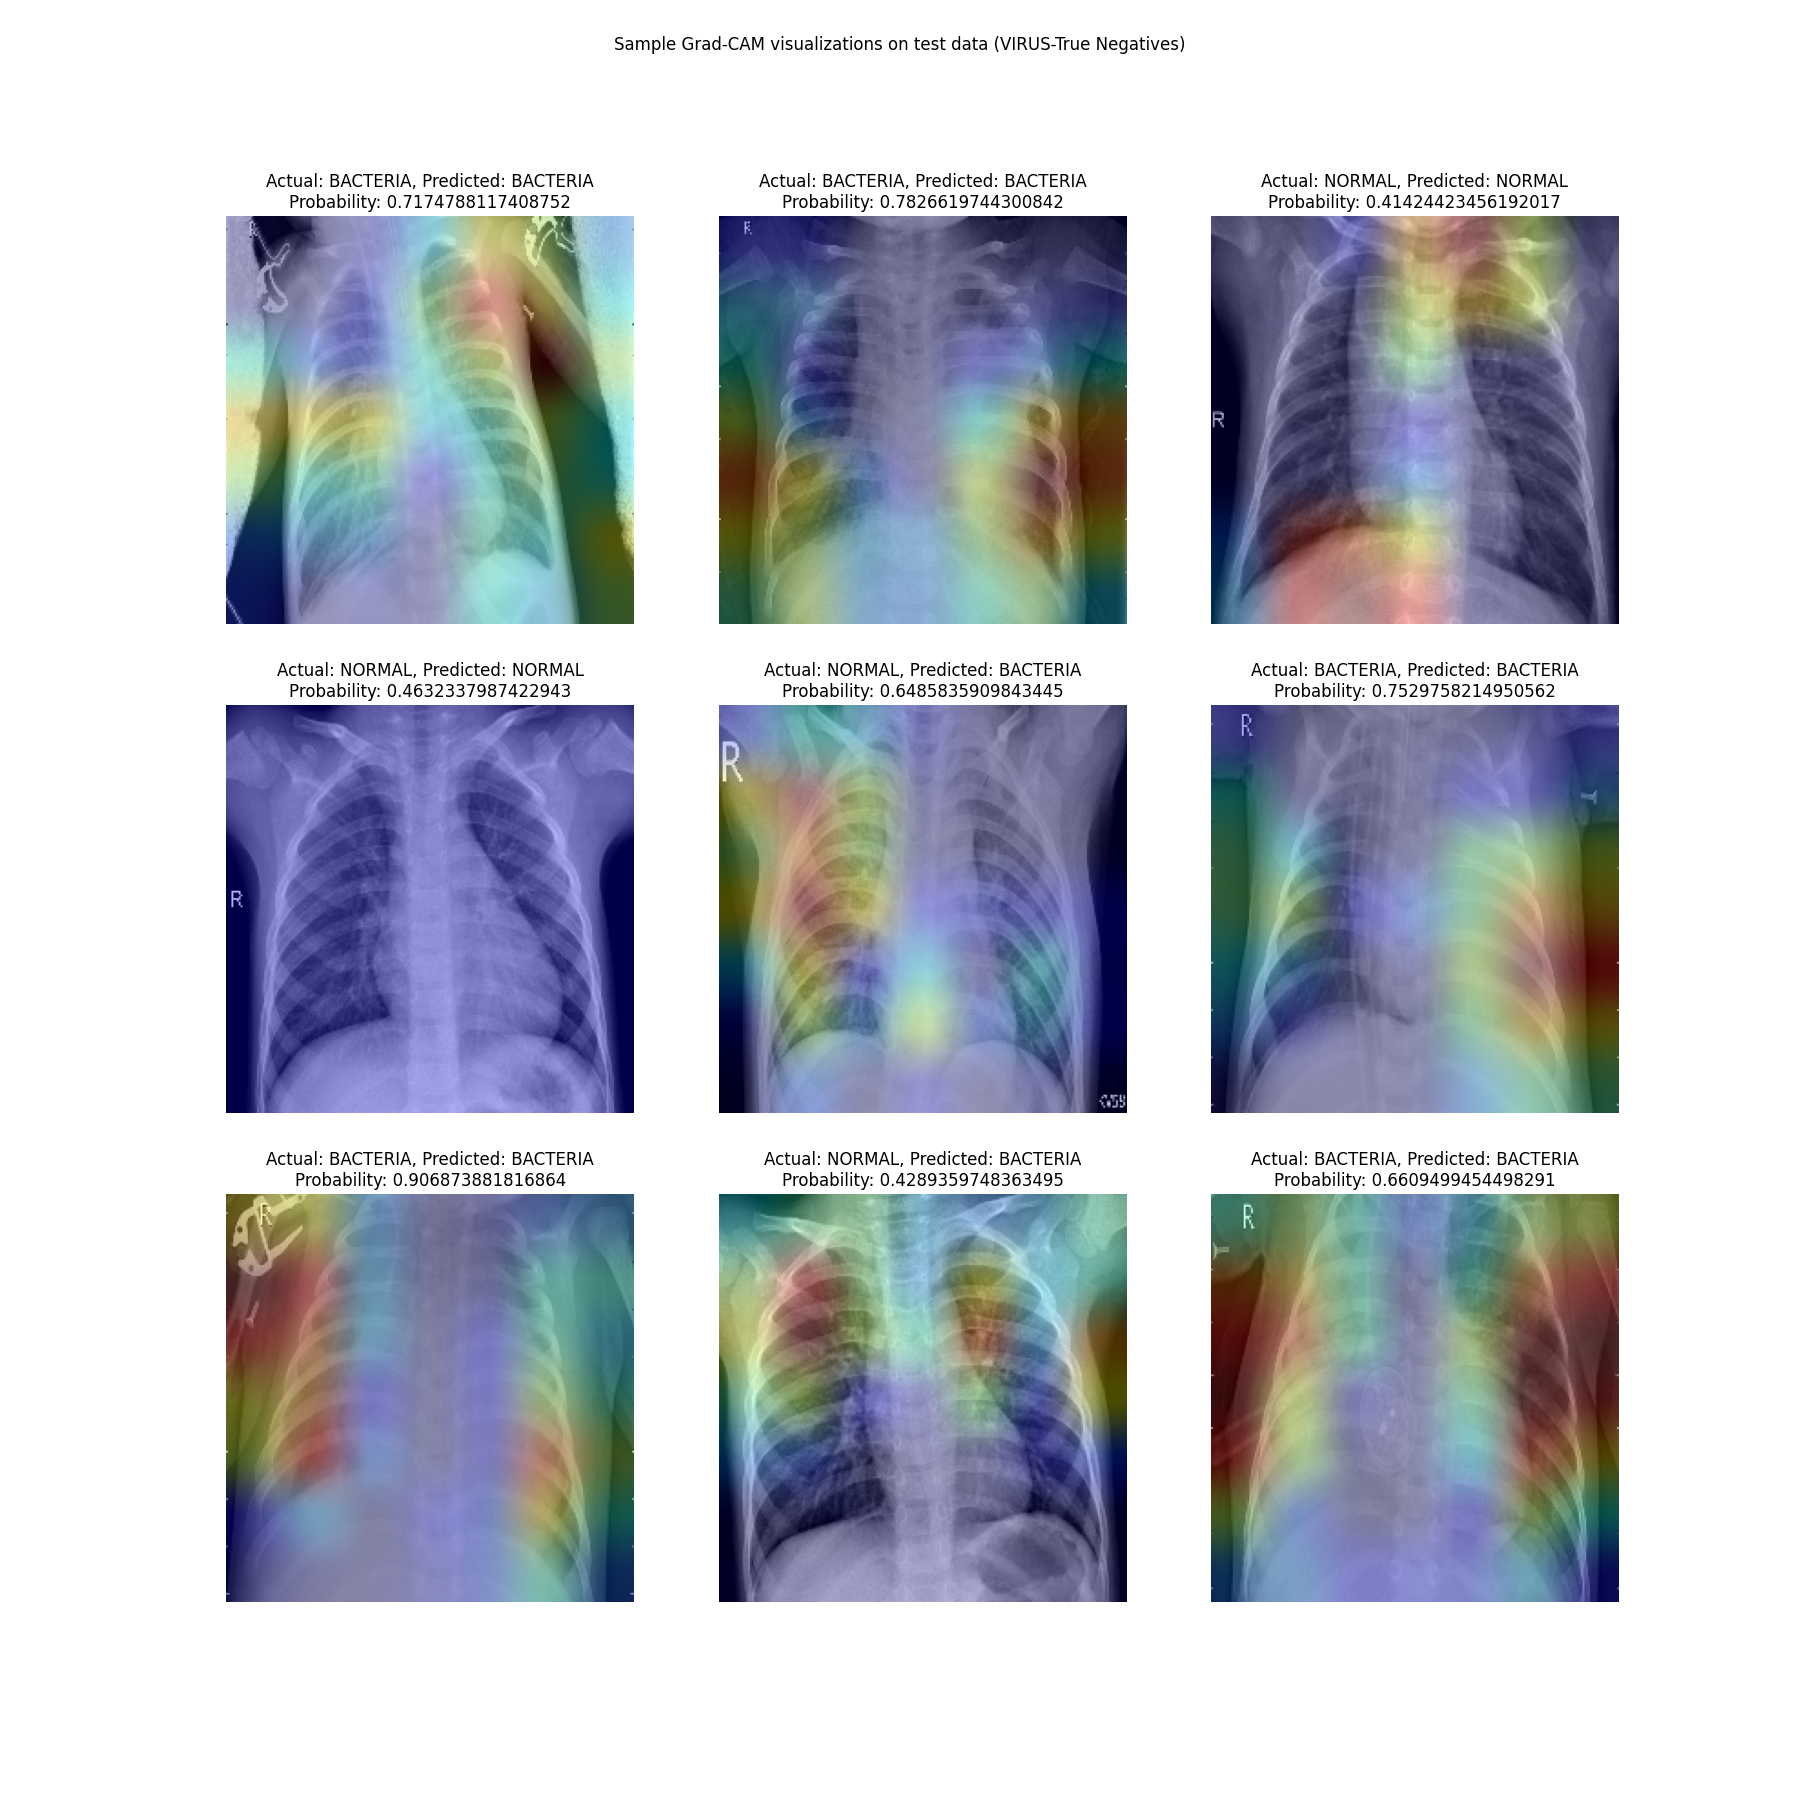 Sample Grad-CAM visualizations on test data (VIRUS-True Negatives)
Actual: BACTERIA, Predicted: BACTERIA
Probability: 0.7174788117408752
Actual: BACTERIA, Predicted: BACTERIA
Probability: 0.7826619744300842
Actual: NORMAL, Predicted: NORMAL
Probability: 0.41424423456192017
R
R
R
Actual: NORMAL, Predicted: NORMAL
Probability: 0.4632337987422943
Actual: NORMAL, Predicted: BACTERIA
Probability: 0.6485835909843445
Actual: BACTERIA, Predicted: BACTERIA
Probability: 0.7529758214950562
R
R
R
Actual: BACTERIA, Predicted: BACTERIA
Probability: 0.906873881816864
Actual: NORMAL, Predicted: BACTERIA
Probability: 0.4289359748363495
Actual: BACTERIA, Predicted: BACTERIA
Probability: 0.6609499454498291
R
R